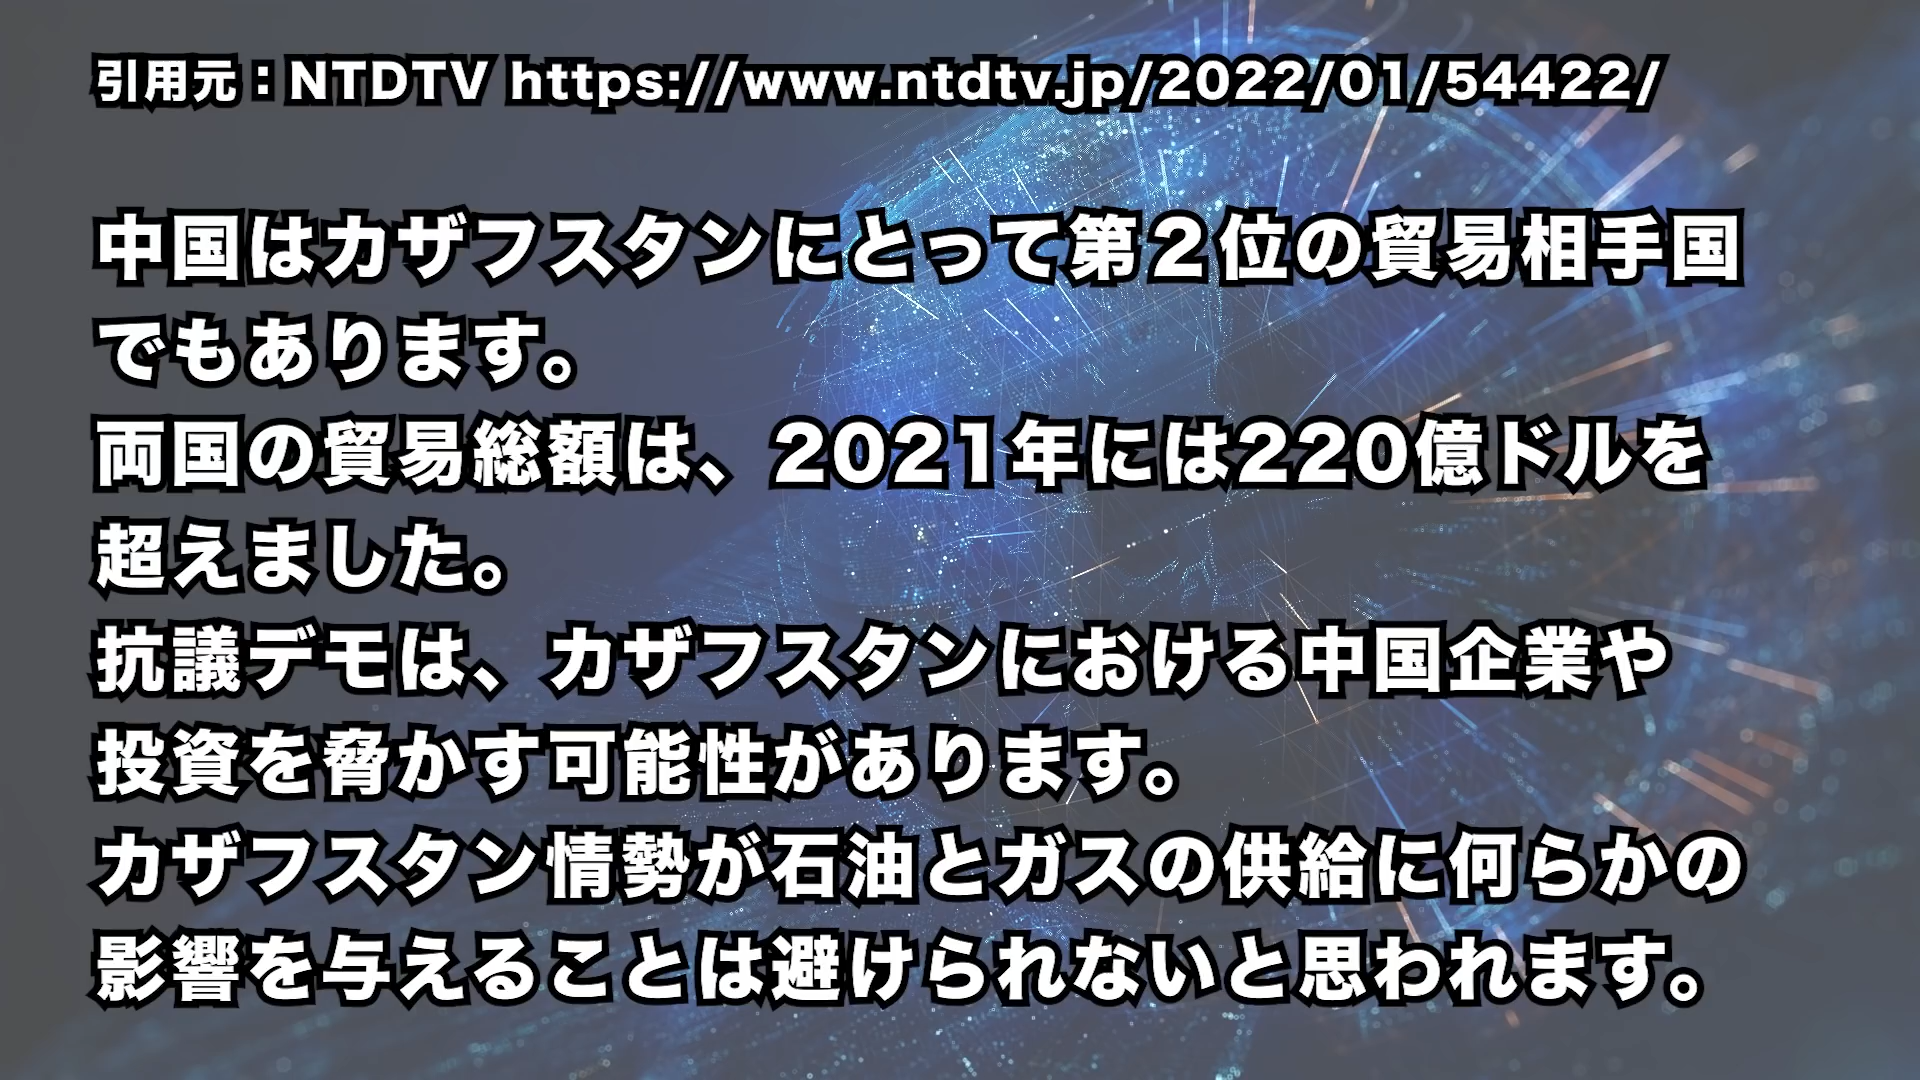 引用元：NTDTV https://www.ntdtv.jp/2022/01/54422/
中国はカザフスタンにとって第２位の貿易相手国
でもあります。
両国の貿易総額は、2021年には220億ドルを
超えました。
抗議デモは、カザフスタンにおける中国企業や
投資を脅かす可能性があります。
カザフスタン情勢が石油とガスの供給に何らかの
影響を与えることは避けられないと思われます。